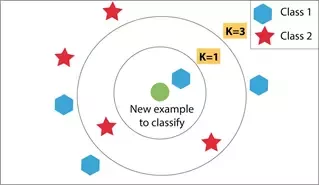 K=3
Class 1
Class 2
K=1
New example
to classify